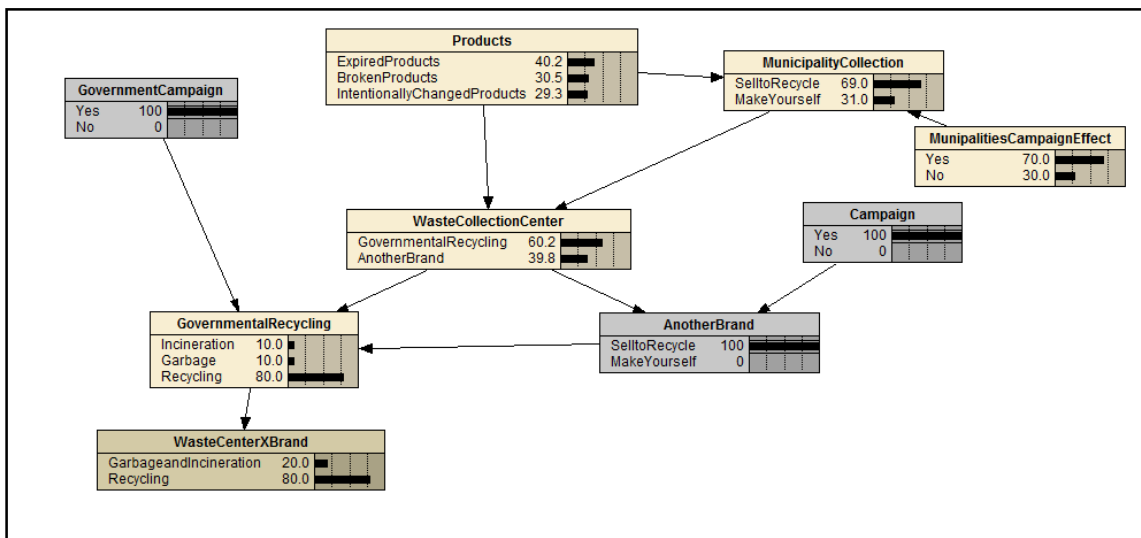 Products
ExpiredProducts 40.2
BrokenProducts 30.5
IntentionallyChangedProducts 29.3
MunicipalityCollection
SelltoRecycle 69.0
MakeYourself 31.0
GovernmentCampaign
Yes 100
No 0
MunipalitiesCampaignEffect
Yes 70.0
No 30.0
WasteCollectionCenter
GovernmentalRecycling 60.2
AnotherBrand 39.8
Campaign
Yes 100
No 0
GovernmentalRecycling
Incineration 10.0
Garbage 10.0
Recycling 80.0
AnotherBrand
SelltoRecycle 100
MakeYourself 0
WasteCenterXBrand
GarbageandIncineration 20.0
Recycling 80.0